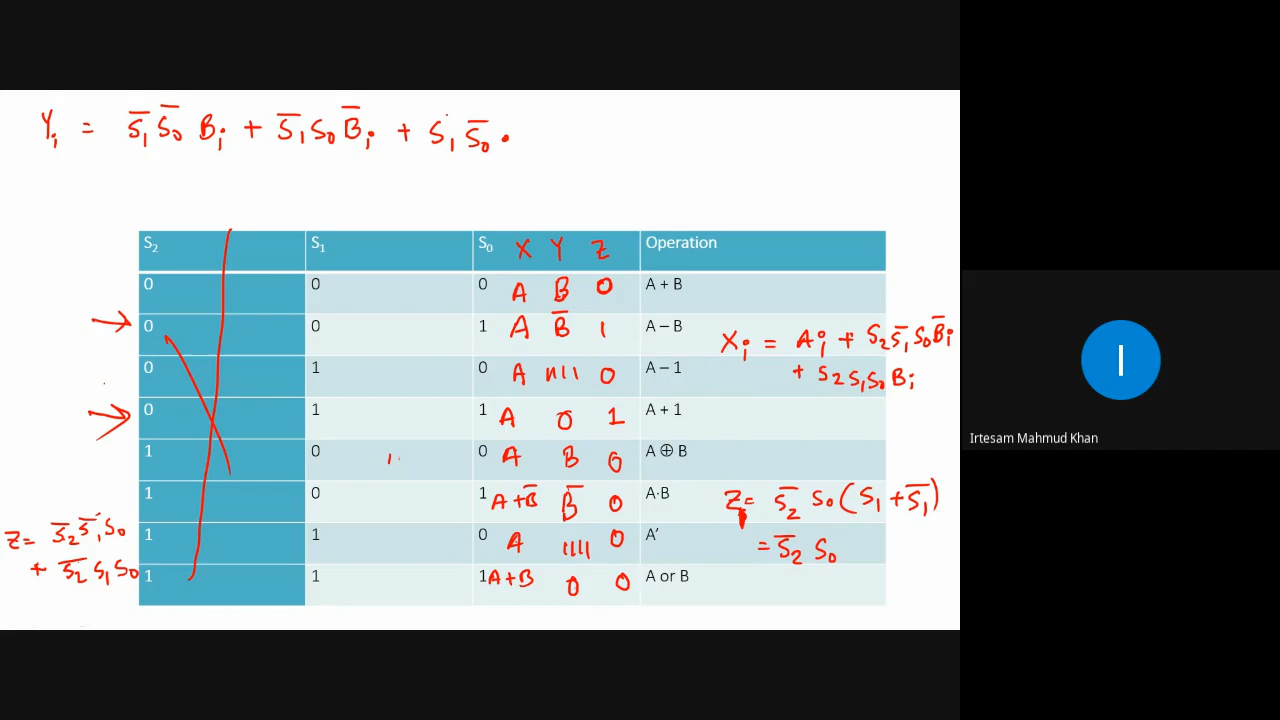 Yᵢ = S̅₁S̅₀Bᵢ + S̅₁S₀B̅ᵢ + S₁S̅₀.
S₂ S₁ S₀ X Y Z Operation
0 0 0 A B 0 A + B
0 0 1 A B̅ 1 A – B
Xᵢ = Aᵢ + S₂S̅₁S₀B̅ᵢ
+ S₂S₁S₀Bᵢ
0 1 0 A 1111 0 A – 1
0 1 1 A 0 1 A + 1
1 0 0 A B 0 A ⊕ B
1 0 1 A+B̅ B̅ 0 A·B
Z = S̅₂ S₀(S₁ + S̅₁)
= S̅₂ S₀
1 1 0 A 1111 0 A’
1 1 1 A+B 0 0 A or B
Z = S̅₂S̅₁S₀
+ S̅₂S₁S₀
I
Irtesam Mahmud Khan